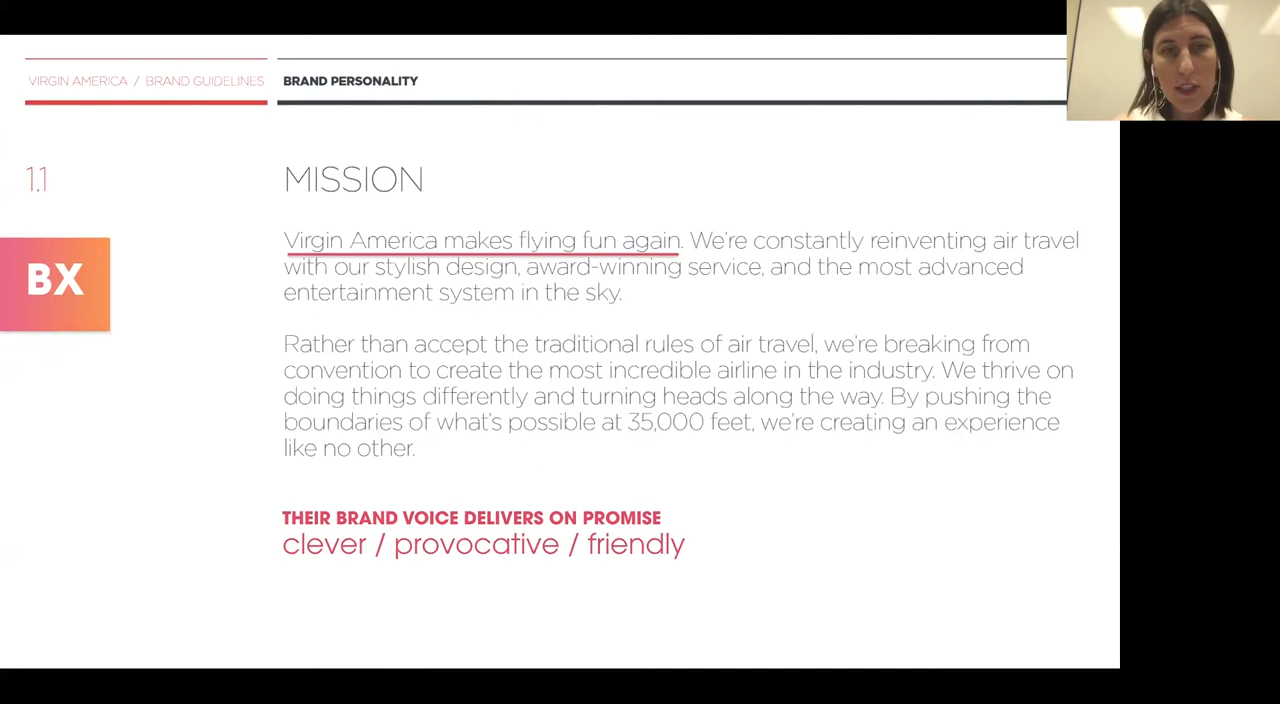 VIRGIN AMERICA / BRAND GUIDELINES
BRAND PERSONALITY
1.1
MISSION
BX
Virgin America makes flying fun again. We're constantly reinventing air travel
with our stylish design, award-winning service, and the most advanced
entertainment system in the sky.
Rather than accept the traditional rules of air travel, we're breaking from
convention to create the most incredible airline in the industry. We thrive on
doing things differently and turning heads along the way. By pushing the
boundaries of what's possible at 35,000 feet, we're creating an experience
like no other.
THEIR BRAND VOICE DELIVERS ON PROMISE
clever / provocative / friendly